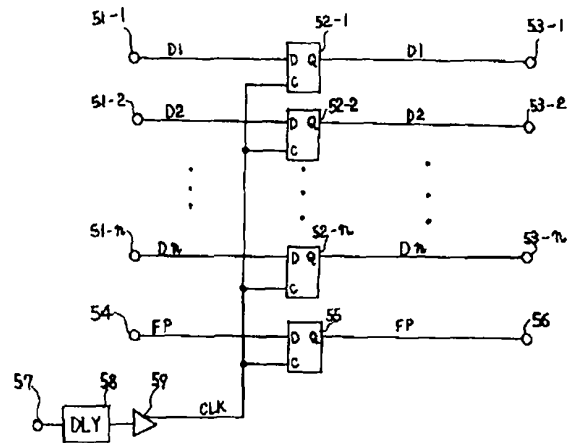 51-1 52-1 53-1
D1 D Q D1
C
51-2 52-2 53-2
D2 D Q D2
C
51-n 52-n 53-n
Dn D Q Dn
C
54 55 56
FP D Q FP
C
57 58 59
DLY CLK